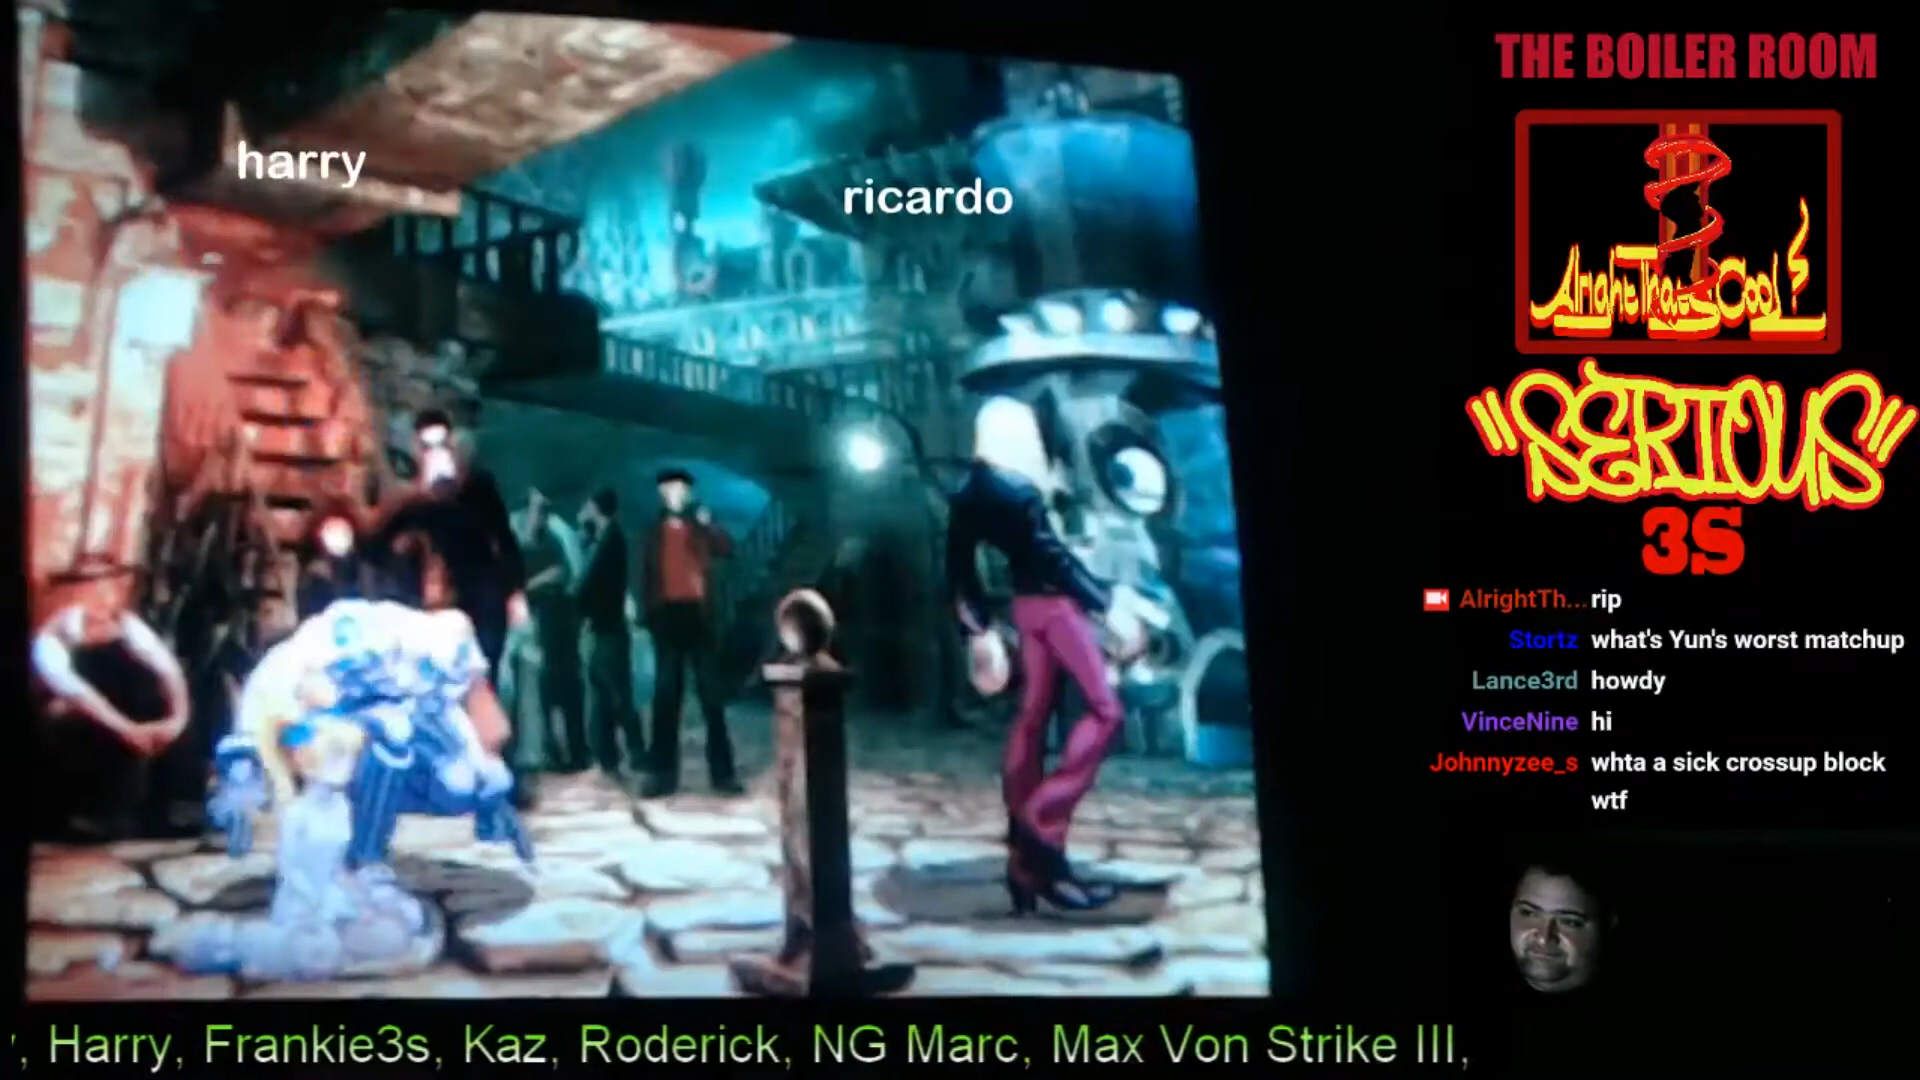 THE BOILER ROOM
harry
ricardo
AlrightThatsCool!
"SERIOUS"
3S
AlrightTh... rip
Stortz what's Yun's worst matchup
Lance3rd howdy
VinceNine hi
Johnnyzee_s whta a sick crossup block
wtf
, Harry, Frankie3s, Kaz, Roderick, NG Marc, Max Von Strike III,